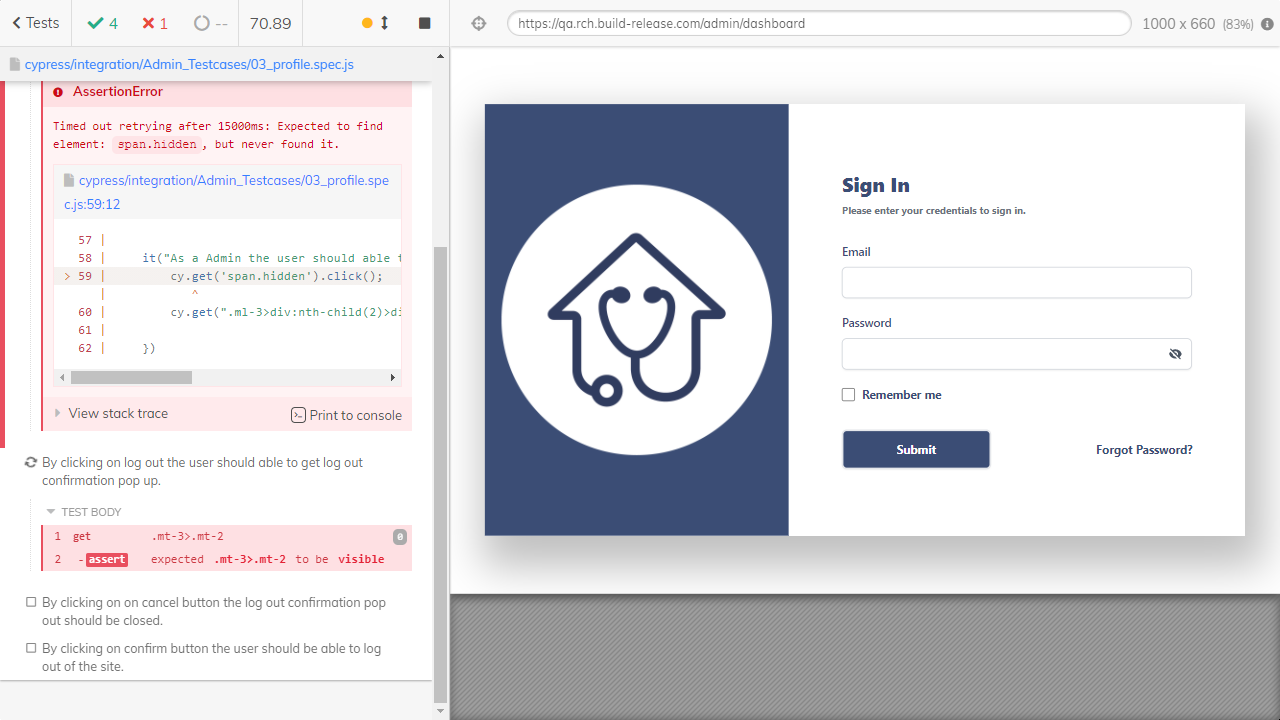 Tests 4 1 -- 70.89
https://qa.rch.build-release.com/admin/dashboard 1000 x 660 (83%)
cypress/integration/Admin_Testcases/03_profile.spec.js
AssertionError
Timed out retrying after 15000ms: Expected to find
element: span.hidden, but never found it.
cypress/integration/Admin_Testcases/03_profile.spe
c.js:59:12
57 |
58 | it("As a Admin the user should able t
> 59 | cy.get('span.hidden').click();
| ^
60 | cy.get(".ml-3>div:nth-child(2)>di
61 |
62 | })
View stack trace Print to console
By clicking on log out the user should able to get log out
confirmation pop up.
TEST BODY
1 get .mt-3>.mt-2 0
2 -assert expected .mt-3>.mt-2 to be visible
By clicking on on cancel button the log out confirmation pop
out should be closed.
By clicking on confirm button the user should be able to log
out of the site.
Sign In
Please enter your credentials to sign in.
Email
Password
Remember me
Submit Forgot Password?